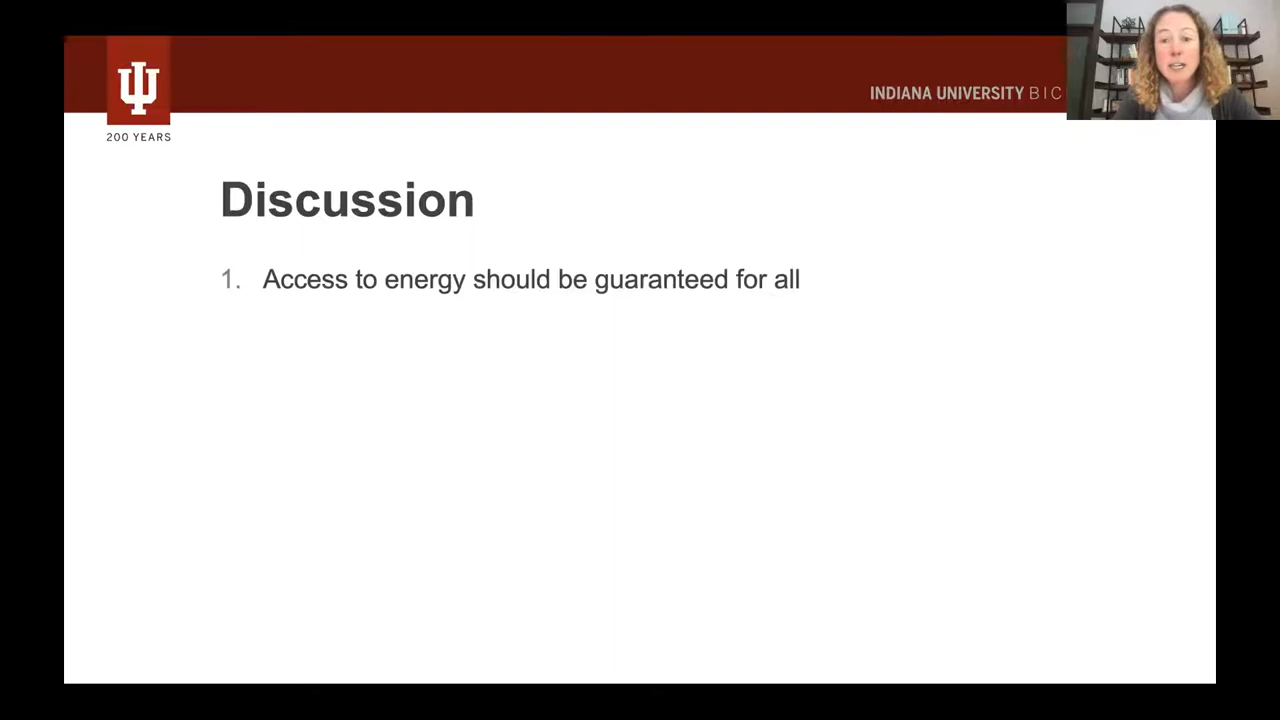 INDIANA UNIVERSITY BIC
200 YEARS
Discussion
1. Access to energy should be guaranteed for all